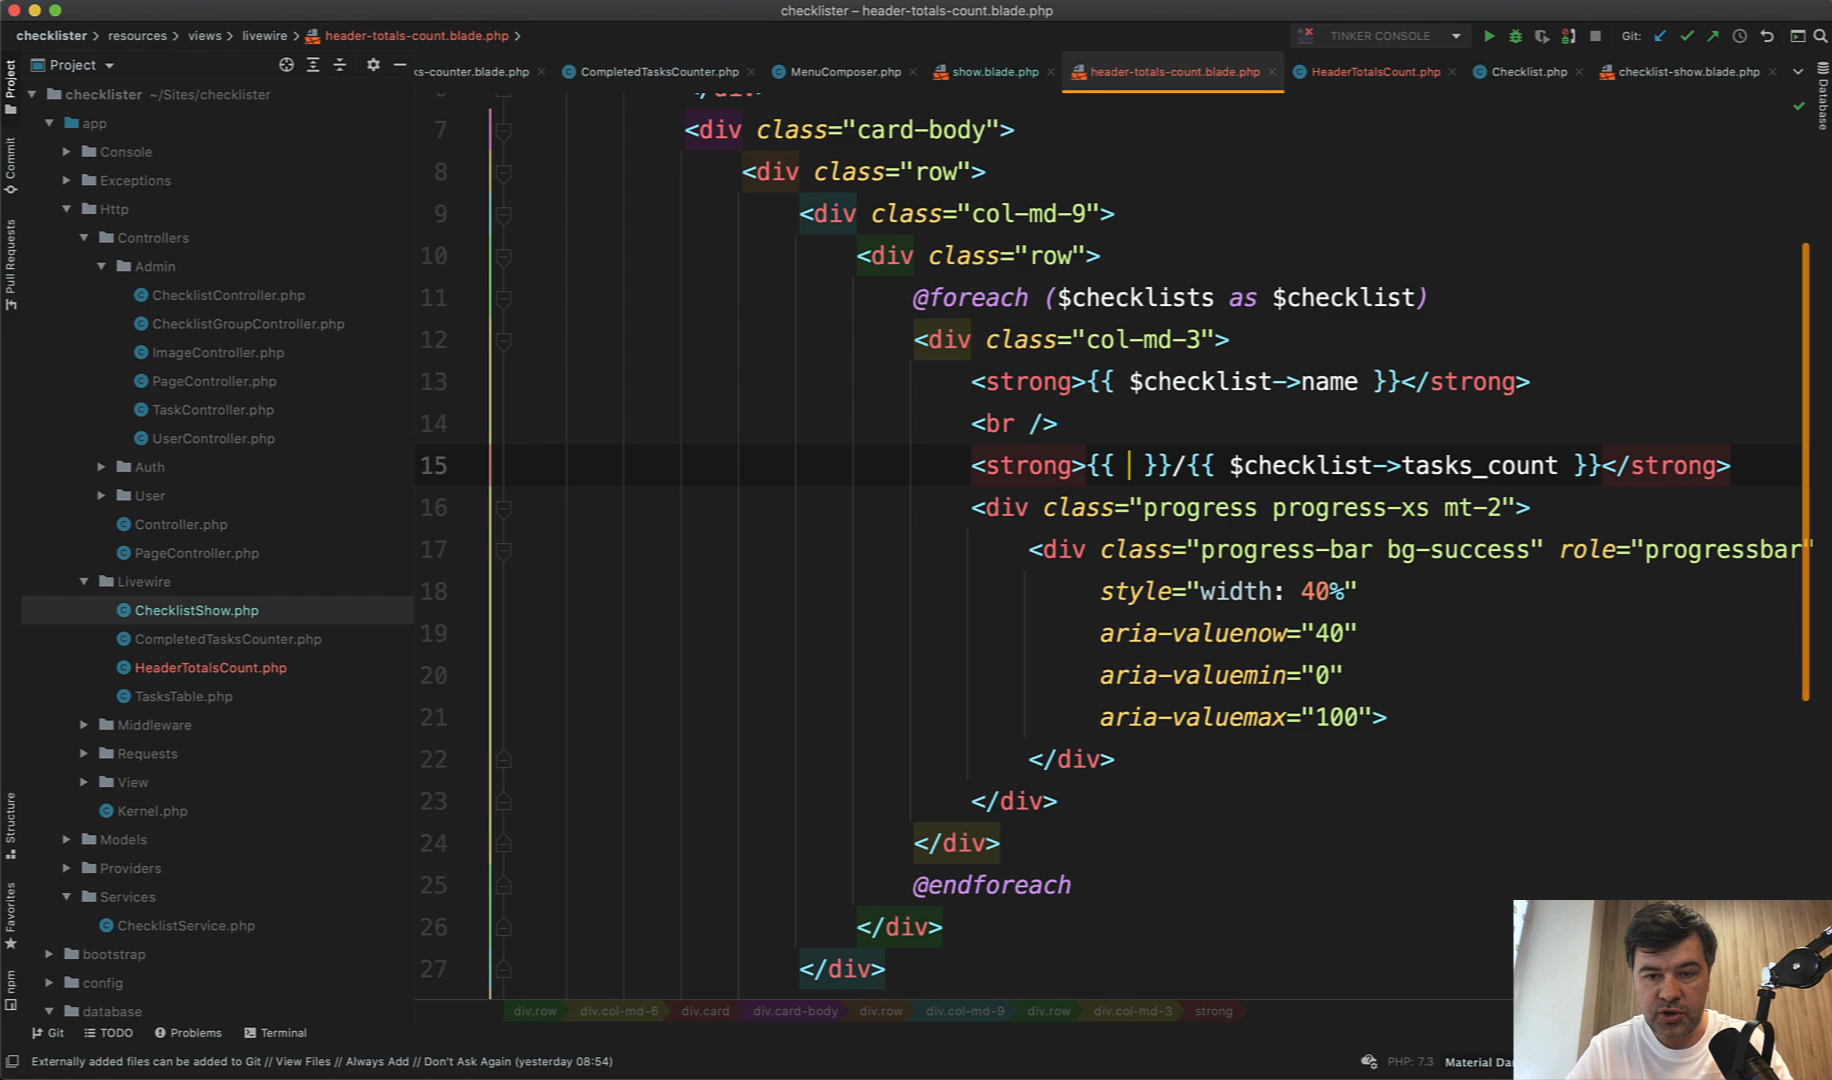 checklister – header-totals-count.blade.php
checklister > resources > views > livewire > header-totals-count.blade.php >
TINKER CONSOLE
Git:
Project
ks-counter.blade.php
CompletedTasksCounter.php
MenuComposer.php
show.blade.php
header-totals-count.blade.php
HeaderTotalsCount.php
Checklist.php
checklist-show.blade.php
Project
Commit
Pull Requests
Structure
Favorites
npm
Database
checklister ~/Sites/checklister
app
Console
Exceptions
Http
Controllers
Admin
ChecklistController.php
ChecklistGroupController.php
ImageController.php
PageController.php
TaskController.php
UserController.php
Auth
User
Controller.php
PageController.php
Livewire
ChecklistShow.php
CompletedTasksCounter.php
HeaderTotalsCount.php
TasksTable.php
Middleware
Requests
View
Kernel.php
Models
Providers
Services
ChecklistService.php
bootstrap
config
database
7 <div class="card-body">
8 <div class="row">
9 <div class="col-md-9">
10 <div class="row">
11 @foreach ($checklists as $checklist)
12 <div class="col-md-3">
13 <strong>{{ $checklist->name }}</strong>
14 <br />
15 <strong>{{ }}/{{ $checklist->tasks_count }}</strong>
16 <div class="progress progress-xs mt-2">
17 <div class="progress-bar bg-success" role="progressbar"
18 style="width: 40%"
19 aria-valuenow="40"
20 aria-valuemin="0"
21 aria-valuemax="100">
22 </div>
23 </div>
24 </div>
25 @endforeach
26 </div>
27 </div>
div.row div.col-md-6 div.card div.card-body div.row div.col-md-9 div.row div.col-md-3 strong
Git TODO Problems Terminal
Externally added files can be added to Git // View Files // Always Add // Don't Ask Again (yesterday 08:54)
PHP: 7.3 Material Da